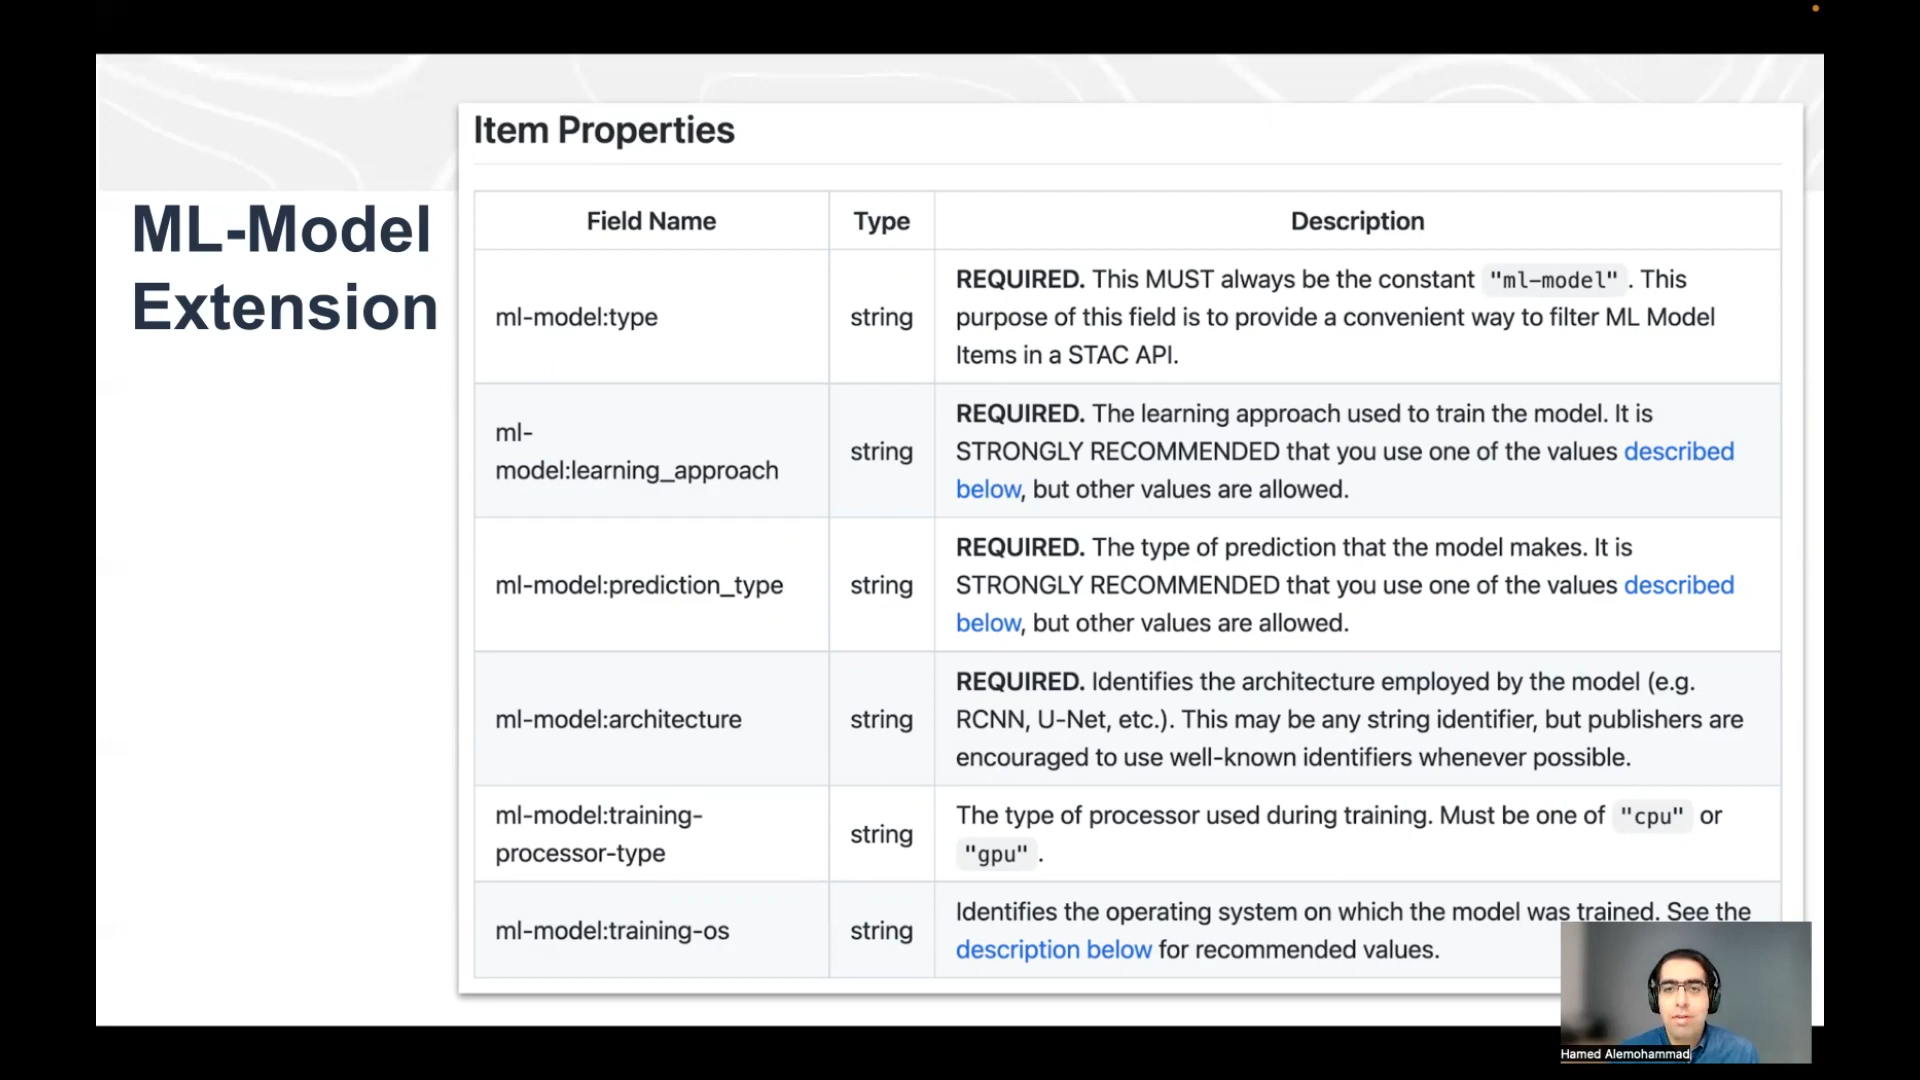 ML-Model
Extension
Item Properties
Field Name
Type
Description
ml-model:type
string
REQUIRED. This MUST always be the constant "ml-model". This
purpose of this field is to provide a convenient way to filter ML Model
Items in a STAC API.
ml-
model:learning_approach
string
REQUIRED. The learning approach used to train the model. It is
STRONGLY RECOMMENDED that you use one of the values described
below, but other values are allowed.
ml-model:prediction_type
string
REQUIRED. The type of prediction that the model makes. It is
STRONGLY RECOMMENDED that you use one of the values described
below, but other values are allowed.
ml-model:architecture
string
REQUIRED. Identifies the architecture employed by the model (e.g.
RCNN, U-Net, etc.). This may be any string identifier, but publishers are
encouraged to use well-known identifiers whenever possible.
ml-model:training-
processor-type
string
The type of processor used during training. Must be one of "cpu" or
"gpu".
ml-model:training-os
string
Identifies the operating system on which the model was trained. See the
description below for recommended values.
Hamed Alemohammad